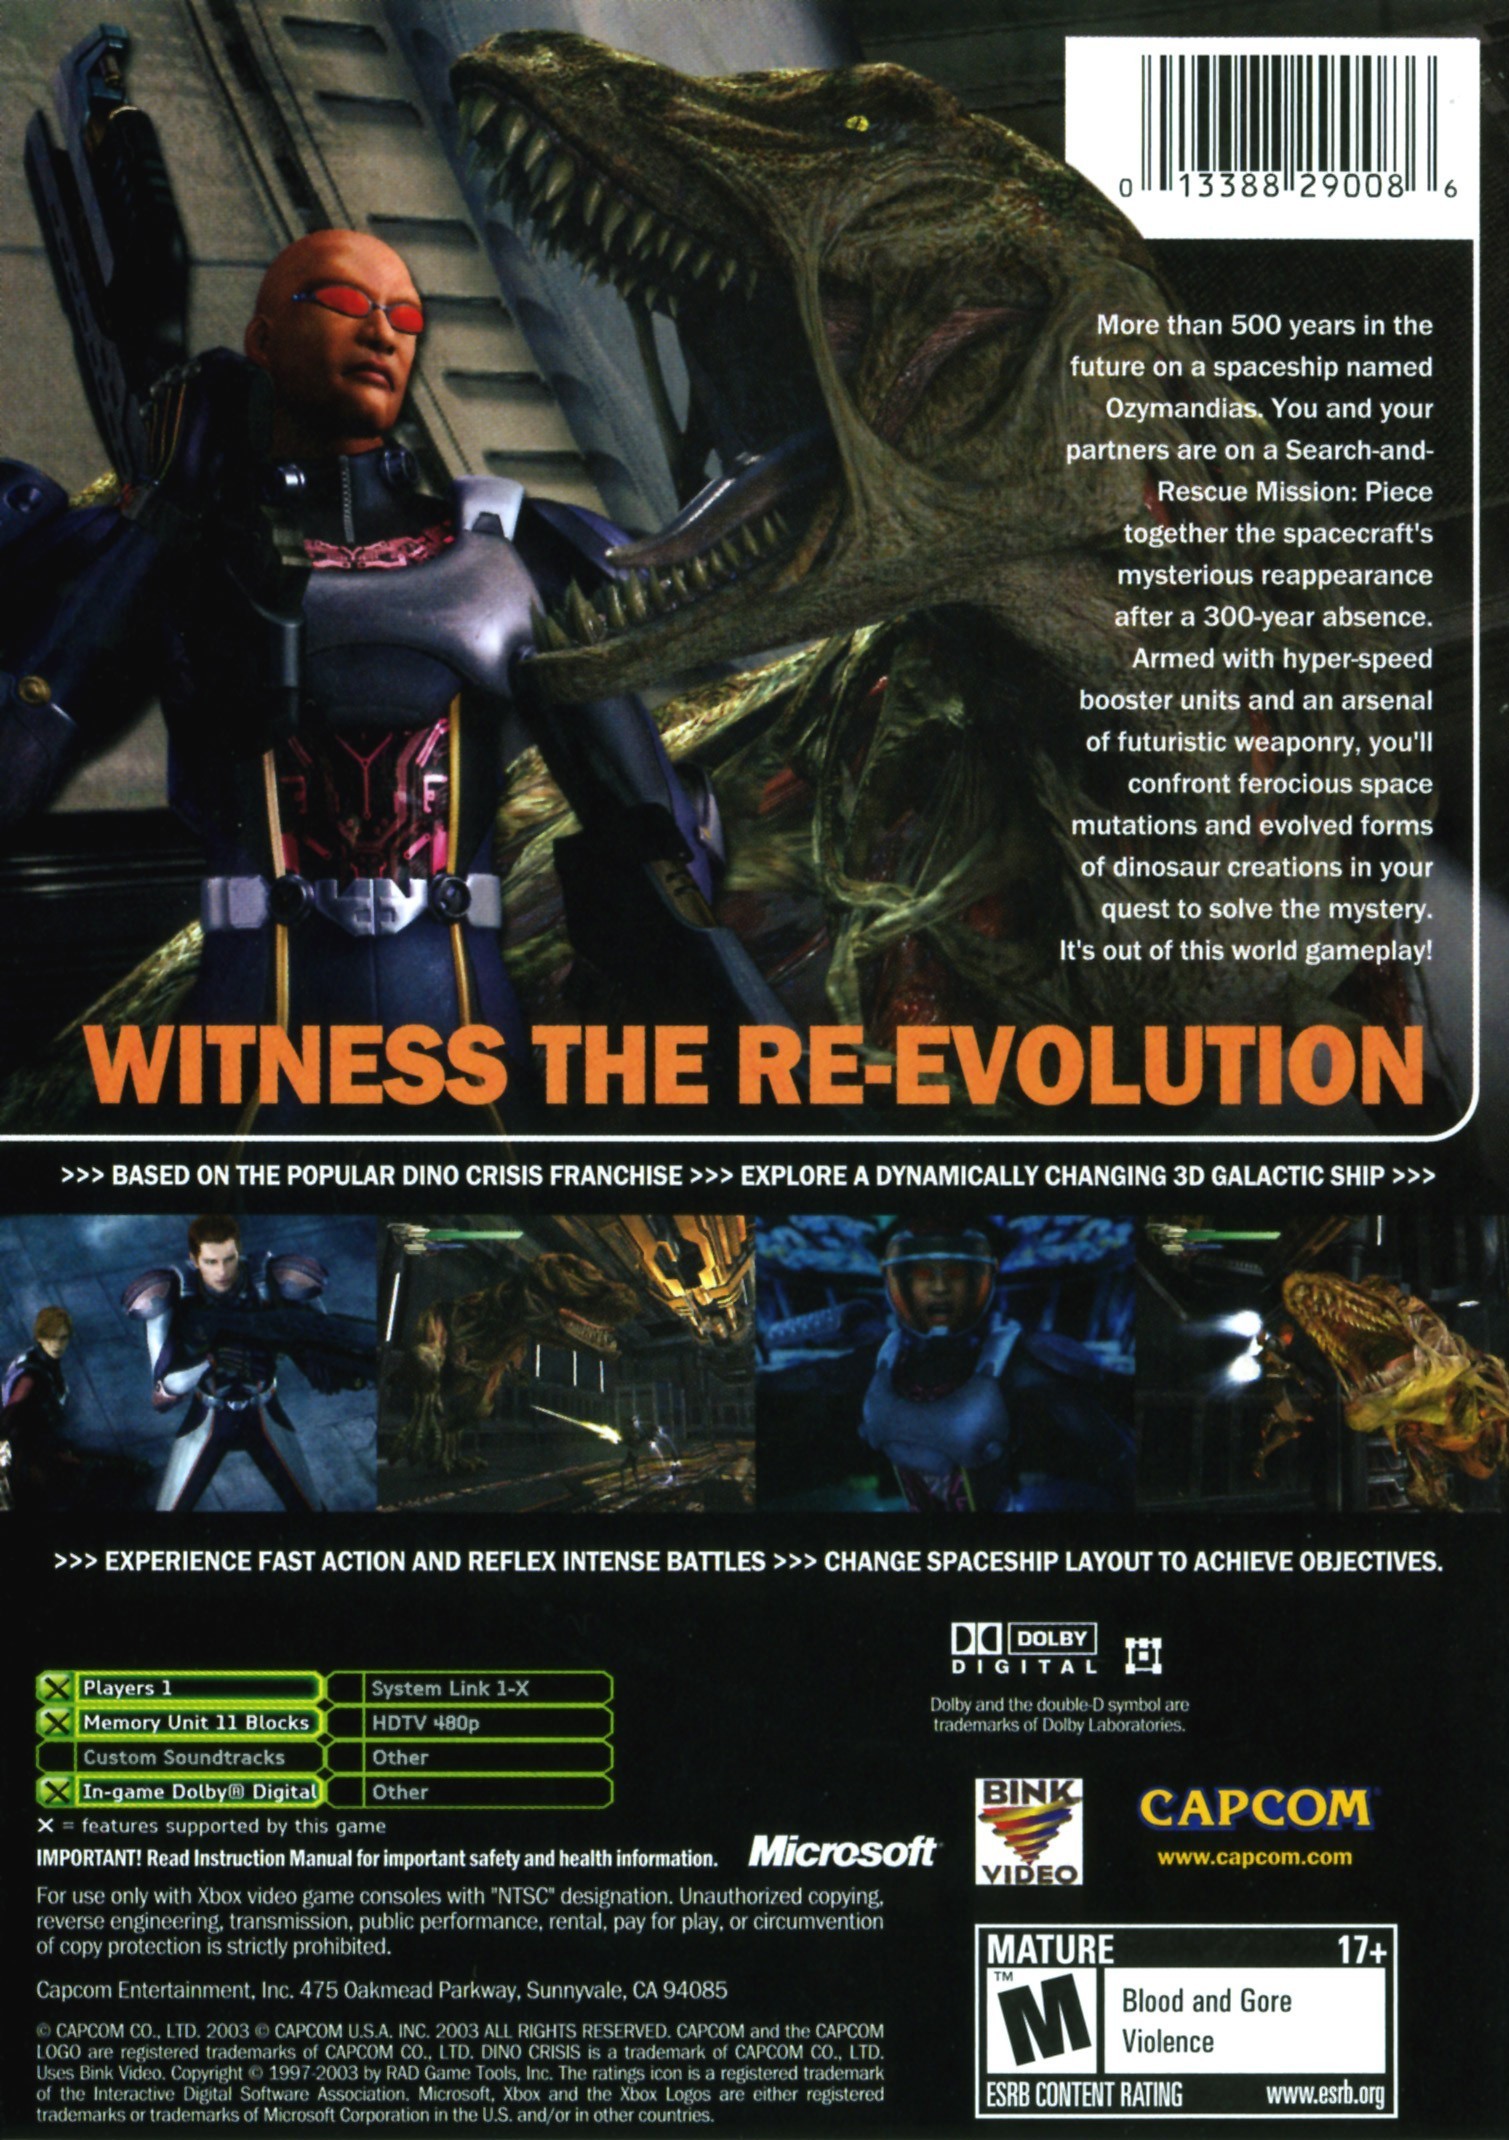 0 13388 29008 6
More than 500 years in the
future on a spaceship named
Ozymandias. You and your
partners are on a Search-and-
Rescue Mission: Piece
together the spacecraft's
mysterious reappearance
after a 300-year absence.
Armed with hyper-speed
booster units and an arsenal
of futuristic weaponry, you'll
confront ferocious space
mutations and evolved forms
of dinosaur creations in your
quest to solve the mystery.
It's out of this world gameplay!
WITNESS THE RE-EVOLUTION
>>> BASED ON THE POPULAR DINO CRISIS FRANCHISE >>> EXPLORE A DYNAMICALLY CHANGING 3D GALACTIC SHIP >>>
>>> EXPERIENCE FAST ACTION AND REFLEX INTENSE BATTLES >>> CHANGE SPACESHIP LAYOUT TO ACHIEVE OBJECTIVES.
X Players 1
System Link 1-X
X Memory Unit 11 Blocks
HDTV 480p
Custom Soundtracks
Other
X In-game Dolby® Digital
Other
X = features supported by this game
DOLBY
DIGITAL
Dolby and the double-D symbol are
trademarks of Dolby Laboratories.
IMPORTANT! Read Instruction Manual for important safety and health information.
Microsoft
BINK
VIDEO
CAPCOM
www.capcom.com
For use only with Xbox video game consoles with "NTSC" designation. Unauthorized copying,
reverse engineering, transmission, public performance, rental, pay for play, or circumvention
of copy protection is strictly prohibited.
Capcom Entertainment, Inc. 475 Oakmead Parkway, Sunnyvale, CA 94085
© CAPCOM CO., LTD. 2003 © CAPCOM U.S.A. INC. 2003 ALL RIGHTS RESERVED. CAPCOM and the CAPCOM
LOGO are registered trademarks of CAPCOM CO., LTD. DINO CRISIS is a trademark of CAPCOM CO., LTD.
Uses Bink Video. Copyright © 1997-2003 by RAD Game Tools, Inc. The ratings icon is a registered trademark
of the Interactive Digital Software Association. Microsoft, Xbox and the Xbox Logos are either registered
trademarks or trademarks of Microsoft Corporation in the U.S. and/or in other countries.
MATURE 17+
TM
M
Blood and Gore
Violence
ESRB CONTENT RATING www.esrb.org